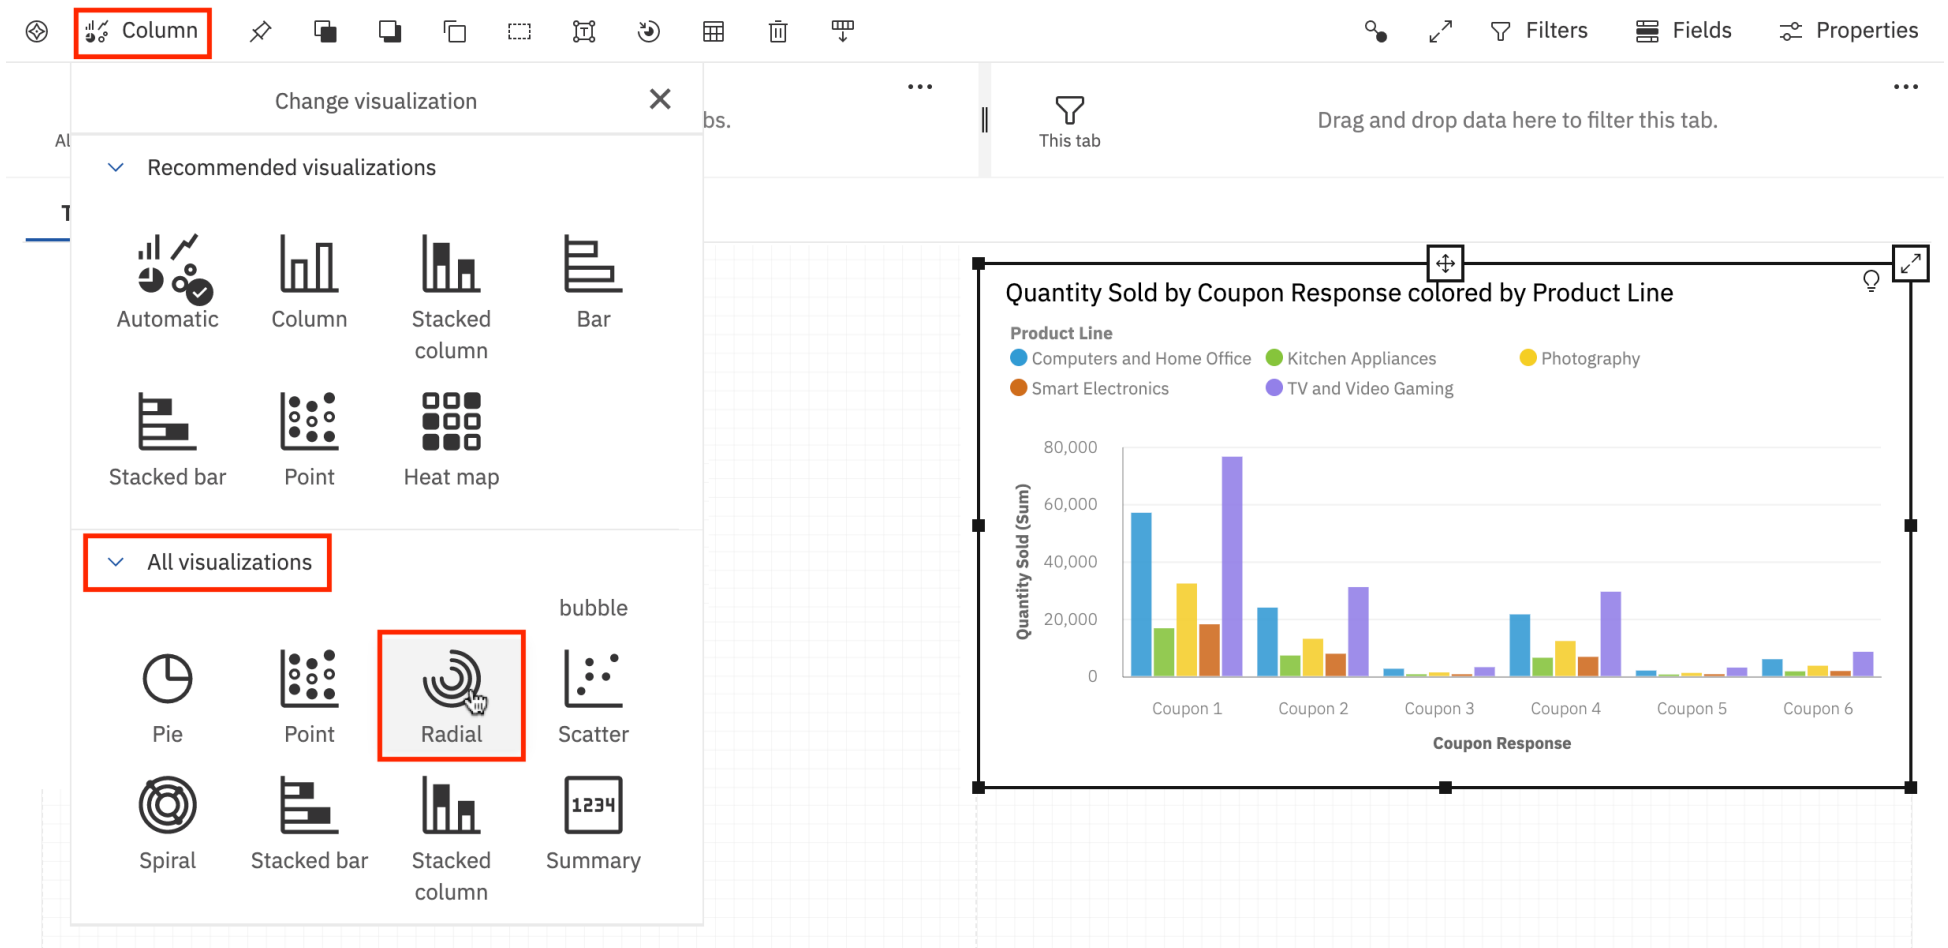 Column
Filters
Fields
Properties
Change visualization
Al
bs.
This tab
Drag and drop data here to filter this tab.
Recommended visualizations
T
Automatic
Column
Stacked
column
Bar
Stacked bar
Point
Heat map
All visualizations
bubble
Pie
Point
Radial
Scatter
Spiral
Stacked bar
Stacked
column
1234
Summary
Quantity Sold by Coupon Response colored by Product Line
Product Line
Computers and Home Office
Kitchen Appliances
Photography
Smart Electronics
TV and Video Gaming
Quantity Sold (Sum)
80,000
60,000
40,000
20,000
0
Coupon 1
Coupon 2
Coupon 3
Coupon 4
Coupon 5
Coupon 6
Coupon Response